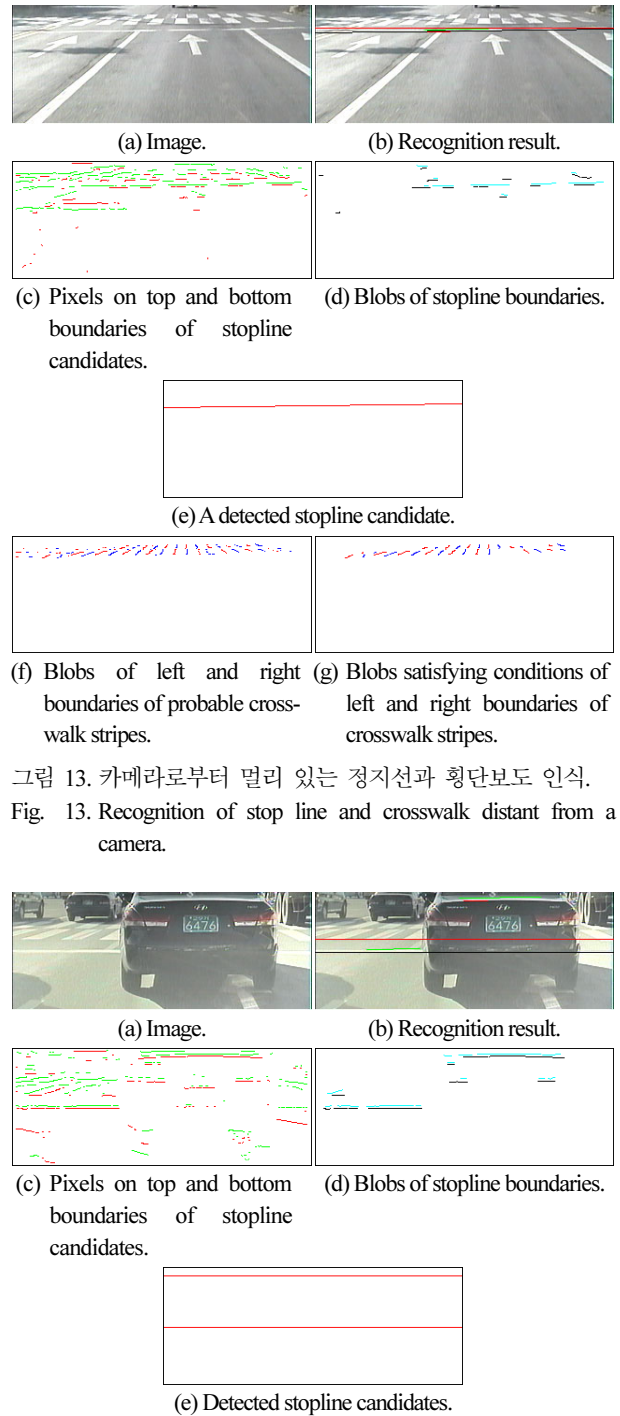 (a) Image.
(b) Recognition result.
(c) Pixels on top and bottom
boundaries of stopline
candidates.
(d) Blobs of stopline boundaries.
(e) A detected stopline candidate.
(f) Blobs of left and right
boundaries of probable cross-
walk stripes.
(g) Blobs satisfying conditions of
left and right boundaries of
crosswalk stripes.
그림 13. 카메라로부터 멀리 있는 정지선과 횡단보도 인식.
Fig. 13. Recognition of stop line and crosswalk distant from a
camera.
6476
6476
(a) Image.
(b) Recognition result.
(c) Pixels on top and bottom
boundaries of stopline
candidates.
(d) Blobs of stopline boundaries.
(e) Detected stopline candidates.